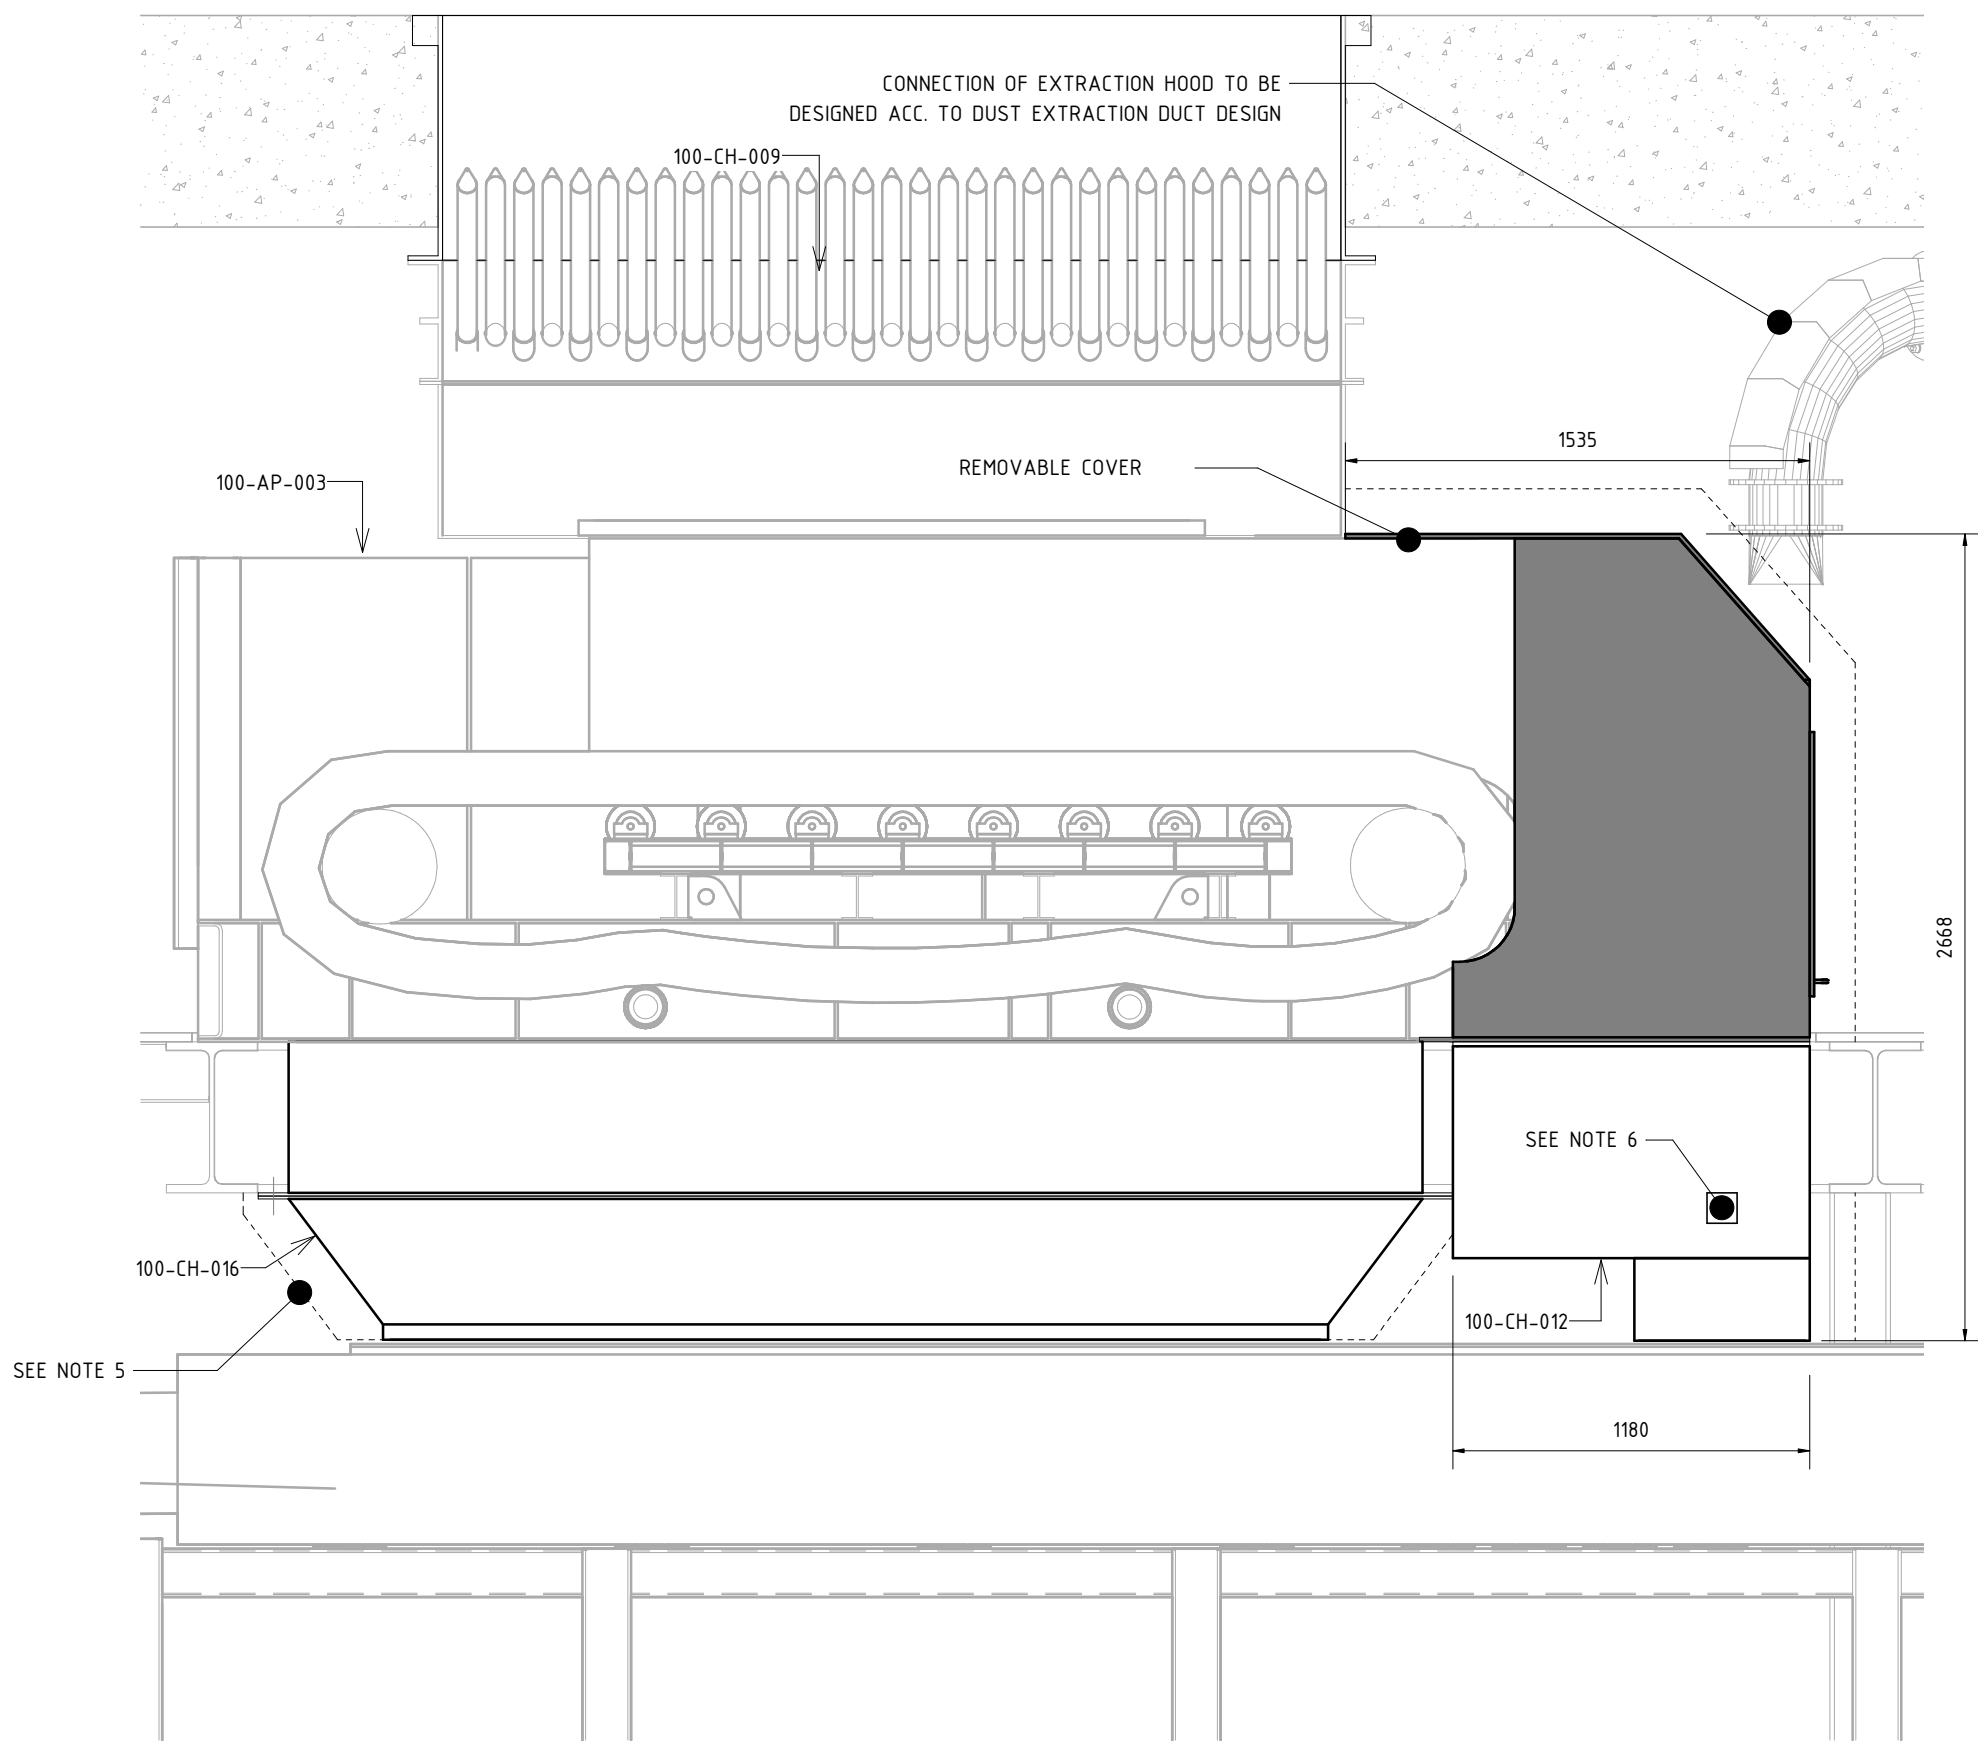 CONNECTION OF EXTRACTION HOOD TO BE
DESIGNED ACC. TO DUST EXTRACTION DUCT DESIGN
100-CH-009
1535
REMOVABLE COVER
100-AP-003
2668
SEE NOTE 6
100-CH-016
100-CH-012
SEE NOTE 5
1180